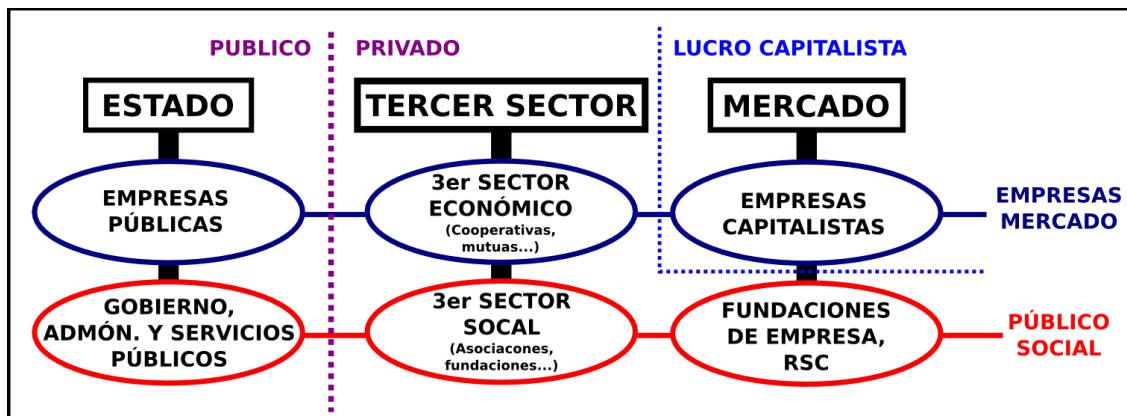 PUBLICO
PRIVADO
LUCRO CAPITALISTA
ESTADO
TERCER SECTOR
MERCADO
EMPRESAS
PÚBLICAS
3er SECTOR
ECONÓMICO
(Cooperativas,
mutuas...)
EMPRESAS
CAPITALISTAS
EMPRESAS
MERCADO
GOBIERNO,
ADMÓN. Y SERVICIOS
PÚBLICOS
3er SECTOR
SOCAL
(Asociacones,
fundaciones...)
FUNDACIONES
DE EMPRESA,
RSC
PÚBLICO
SOCIAL